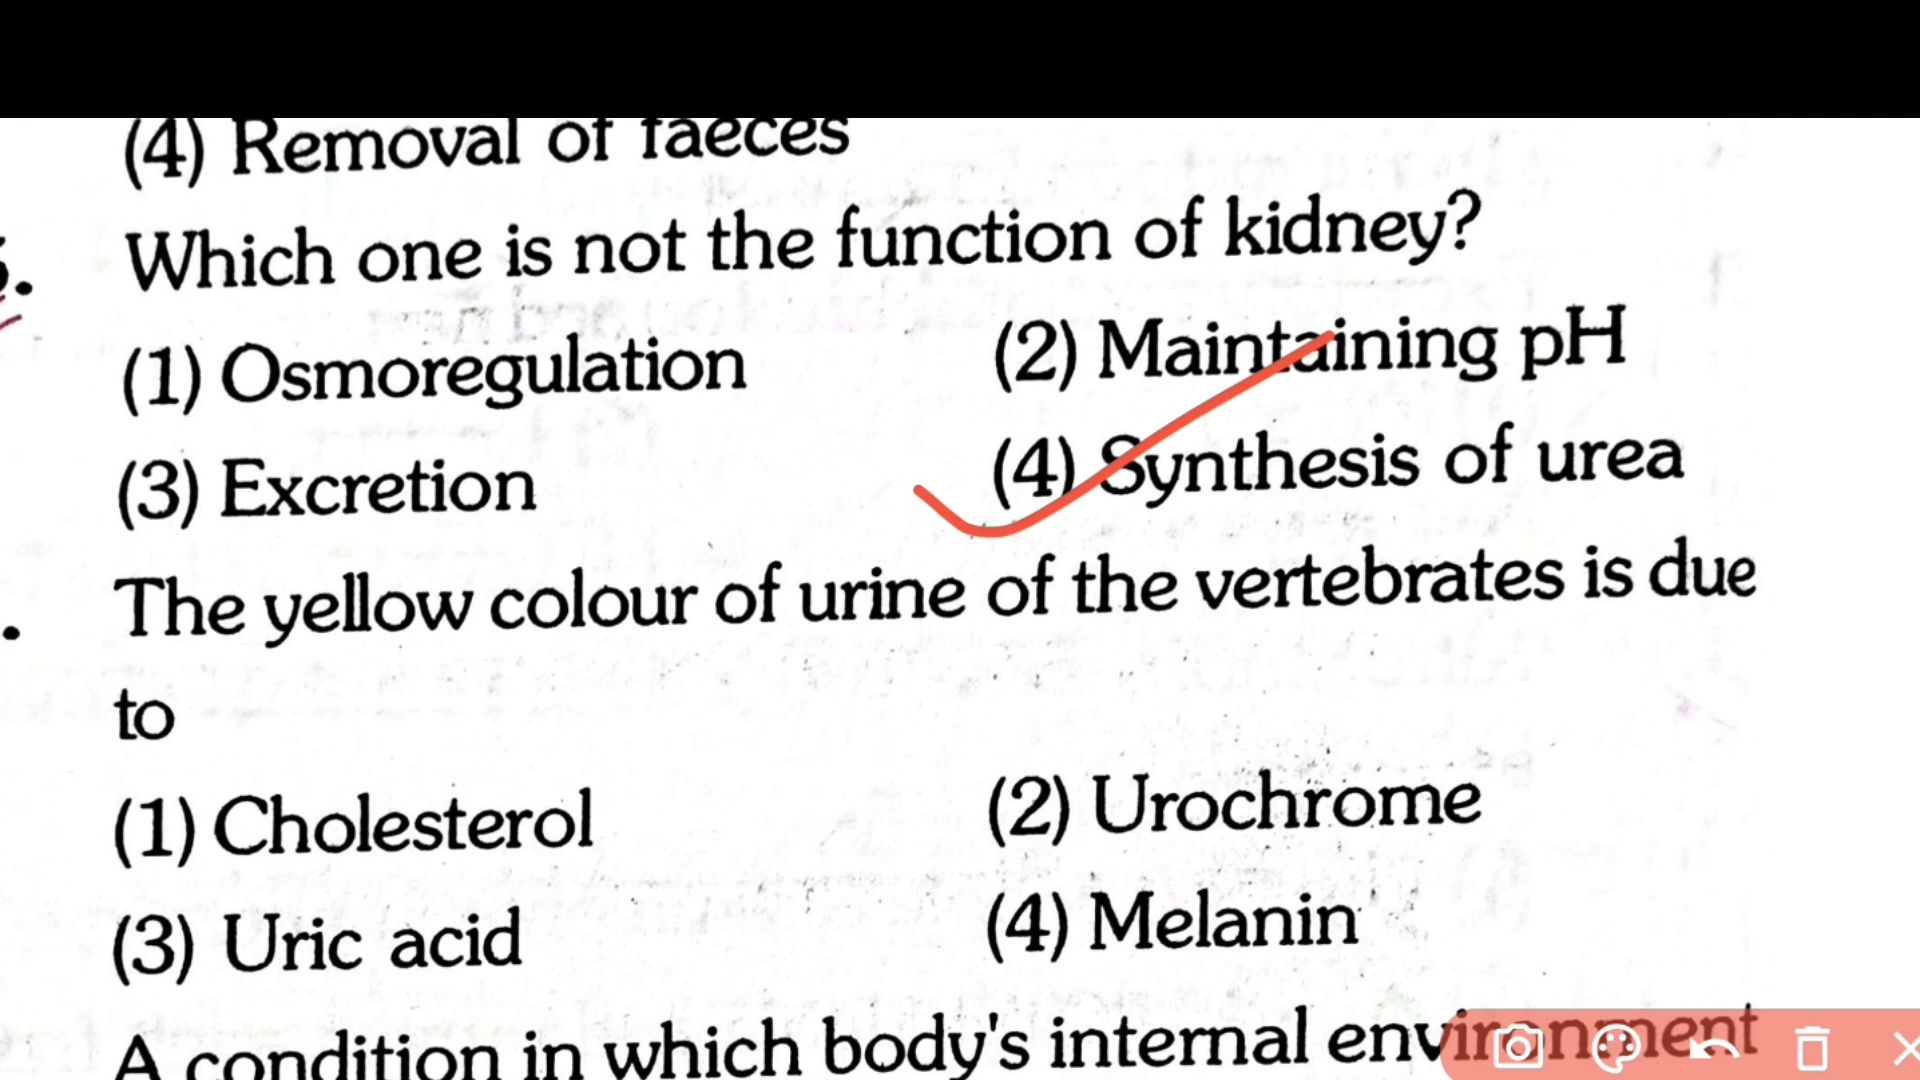 (4) Removal of faeces
. Which one is not the function of kidney?
(1) Osmoregulation (2) Maintaining pH
(3) Excretion (4) Synthesis of urea
. The yellow colour of urine of the vertebrates is due
to
(1) Cholesterol (2) Urochrome
(3) Uric acid (4) Melanin
A condition in which body's internal environment